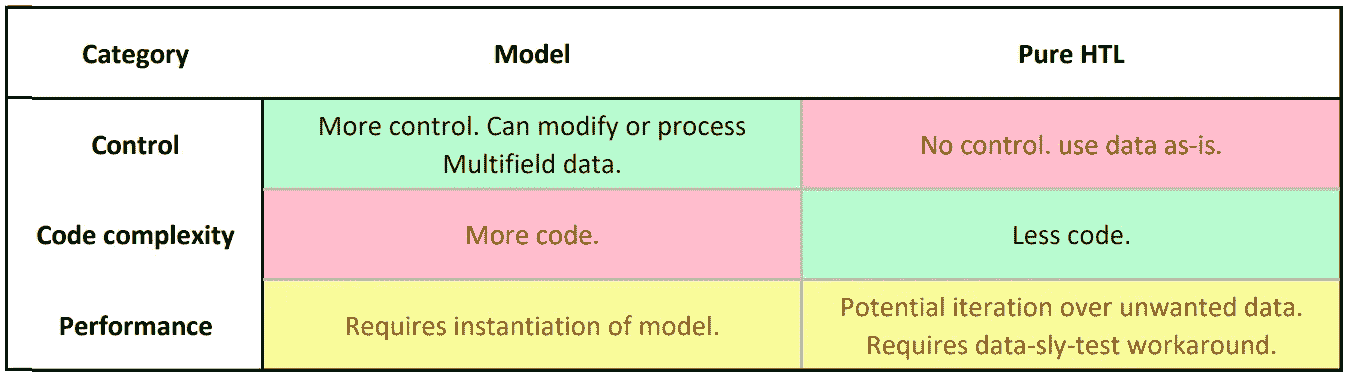 Category Model Pure HTL
Control More control. Can modify or process No control. use data as-is.
Multifield data.
Code complexity More code. Less code.
Performance Requires instantiation of model. Potential iteration over unwanted data.
Requires data-sly-test workaround.